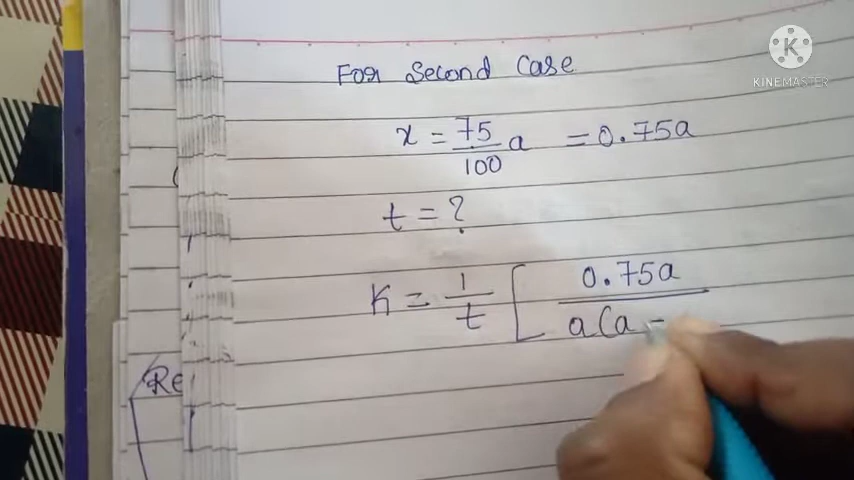 For Second Case
x = 75/100 a = 0.75a
t = ?
K = 1/t [ 0.75a / a(a -
(Re
K
KINEMASTER